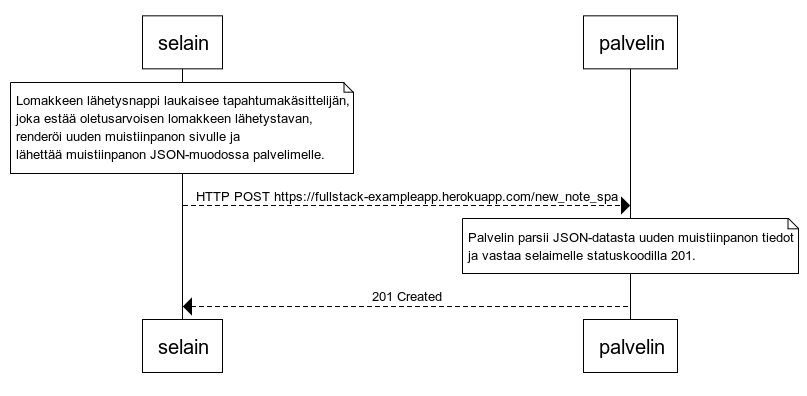 selain
palvelin
Lomakkeen lähetysnappi laukaisee tapahtumakäsittelijän,
joka estää oletusarvoisen lomakkeen lähetystavan,
renderöi uuden muistiinpanon sivulle ja
lähettää muistiinpanon JSON-muodossa palvelimelle.
HTTP POST https://fullstack-exampleapp.herokuapp.com/new_note_spa
Palvelin parsii JSON-datasta uuden muistiinpanon tiedot
ja vastaa selaimelle statuskoodilla 201.
201 Created
selain
palvelin